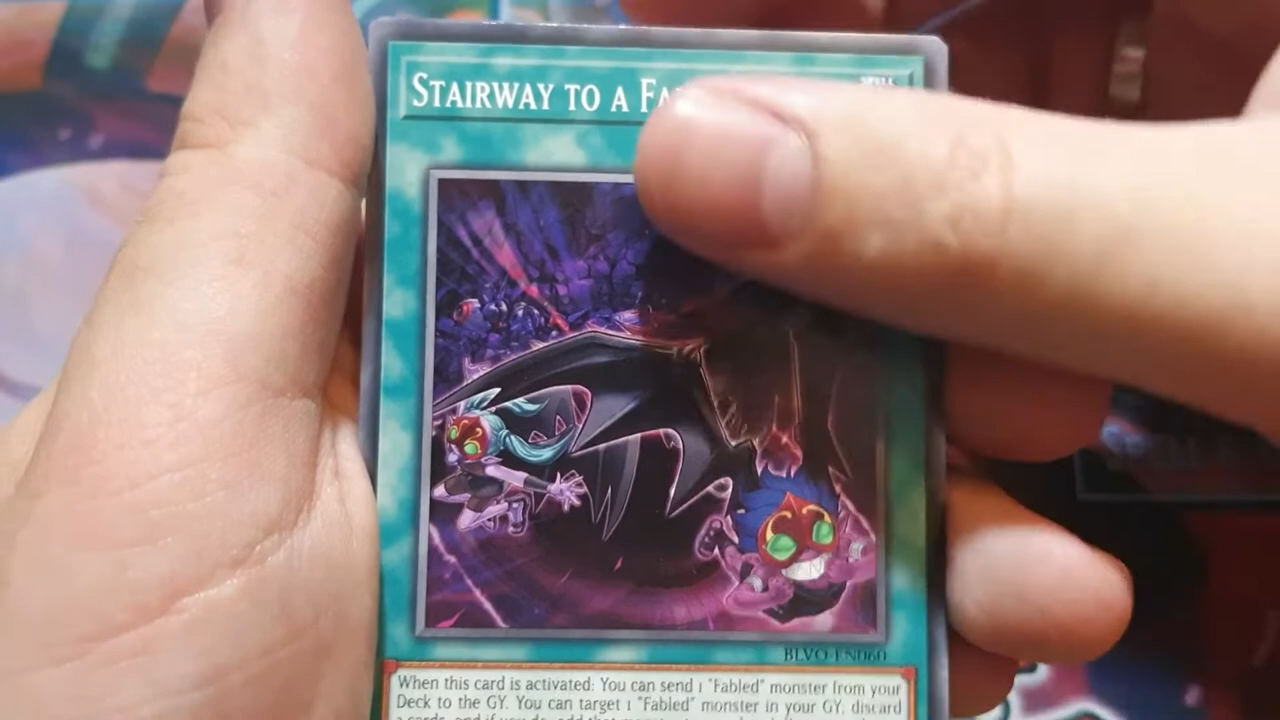 STAIRWAY TO A
BLVO-EN060
When this card is activated: You can send 1 "Fabled" monster from your
Deck to the GY. You can target 1 "Fabled" monster in your GY, discard